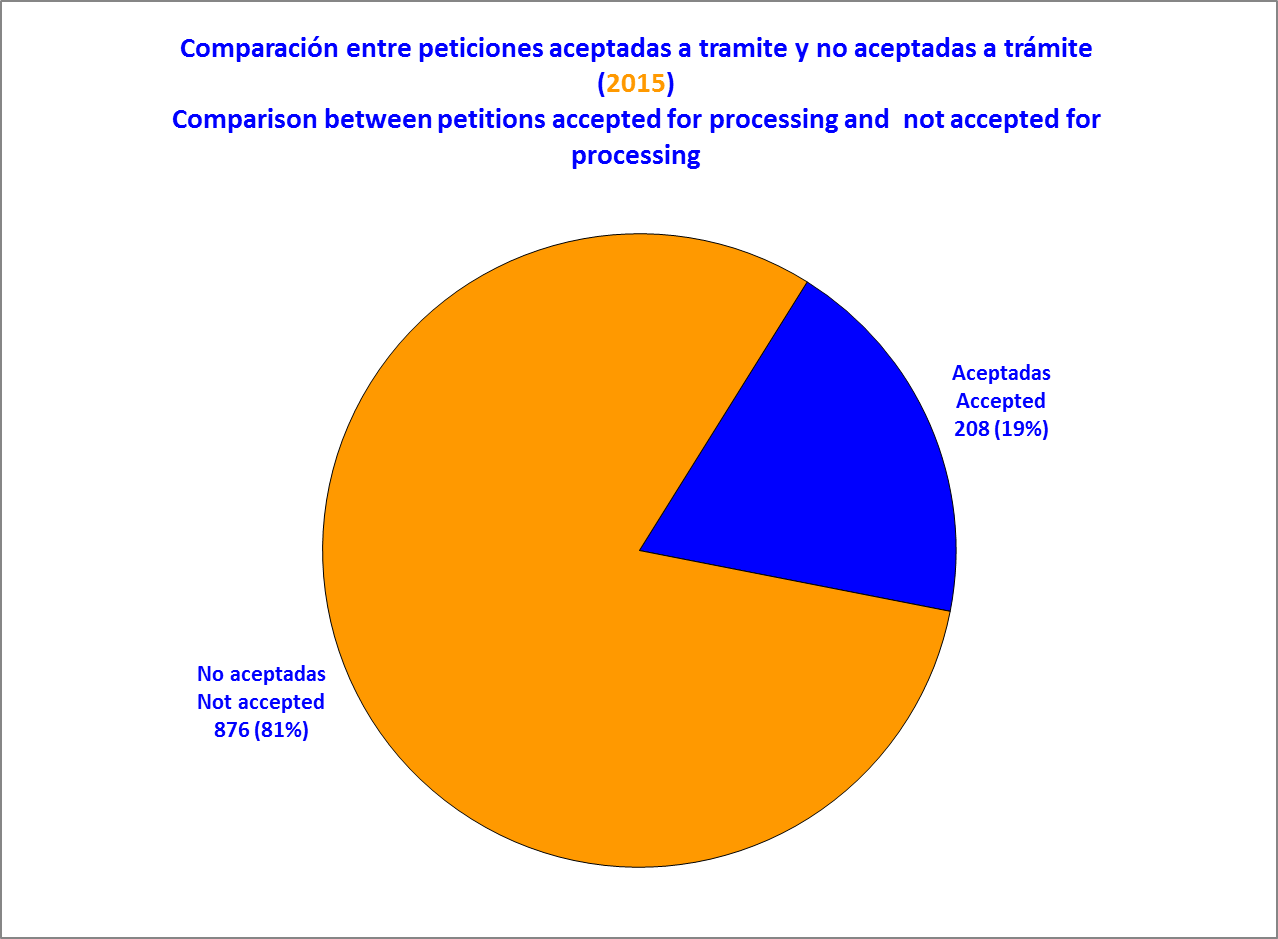 Comparación entre peticiones aceptadas a tramite y no aceptadas a trámite
(2015)
Comparison between petitions accepted for processing and  not accepted for
processing
Aceptadas
Accepted
208 (19%)
No aceptadas
Not accepted
876 (81%)